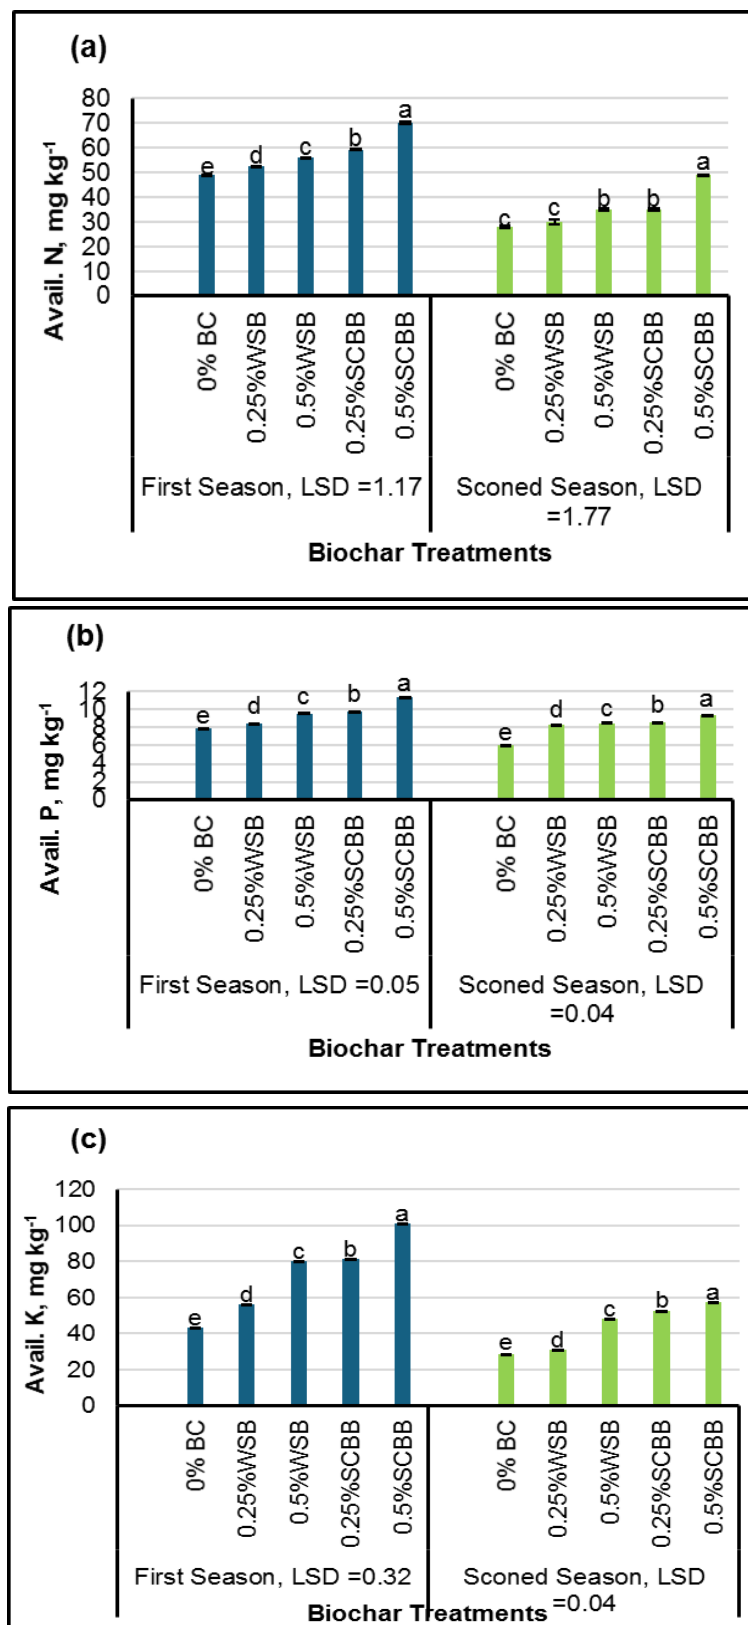 (a)
Avail. N, mg kg⁻¹
80
70
60
50
40
30
20
10
0
e
d
c
b
a
c
c
b
b
a
0% BC
0.25%WSB
0.5%WSB
0.25%SCBB
0.5%SCBB
0% BC
0.25%WSB
0.5%WSB
0.25%SCBB
0.5%SCBB
First Season, LSD =1.17
Sconed Season, LSD
=1.77
Biochar Treatments
(b)
Avail. P, mg kg⁻¹
12
10
8
6
4
2
0
e
d
c
b
a
e
d
c
b
a
0% BC
0.25%WSB
0.5%WSB
0.25%SCBB
0.5%SCBB
0% BC
0.25%WSB
0.5%WSB
0.25%SCBB
0.5%SCBB
First Season, LSD =0.05
Sconed Season, LSD
=0.04
Biochar Treatments
(c)
Avail. K, mg kg⁻¹
120
100
80
60
40
20
0
e
d
c
b
a
e
d
c
b
a
0% BC
0.25%WSB
0.5%WSB
0.25%SCBB
0.5%SCBB
0% BC
0.25%WSB
0.5%WSB
0.25%SCBB
0.5%SCBB
First Season, LSD =0.32
Sconed Season, LSD
=0.04
Biochar Treatments